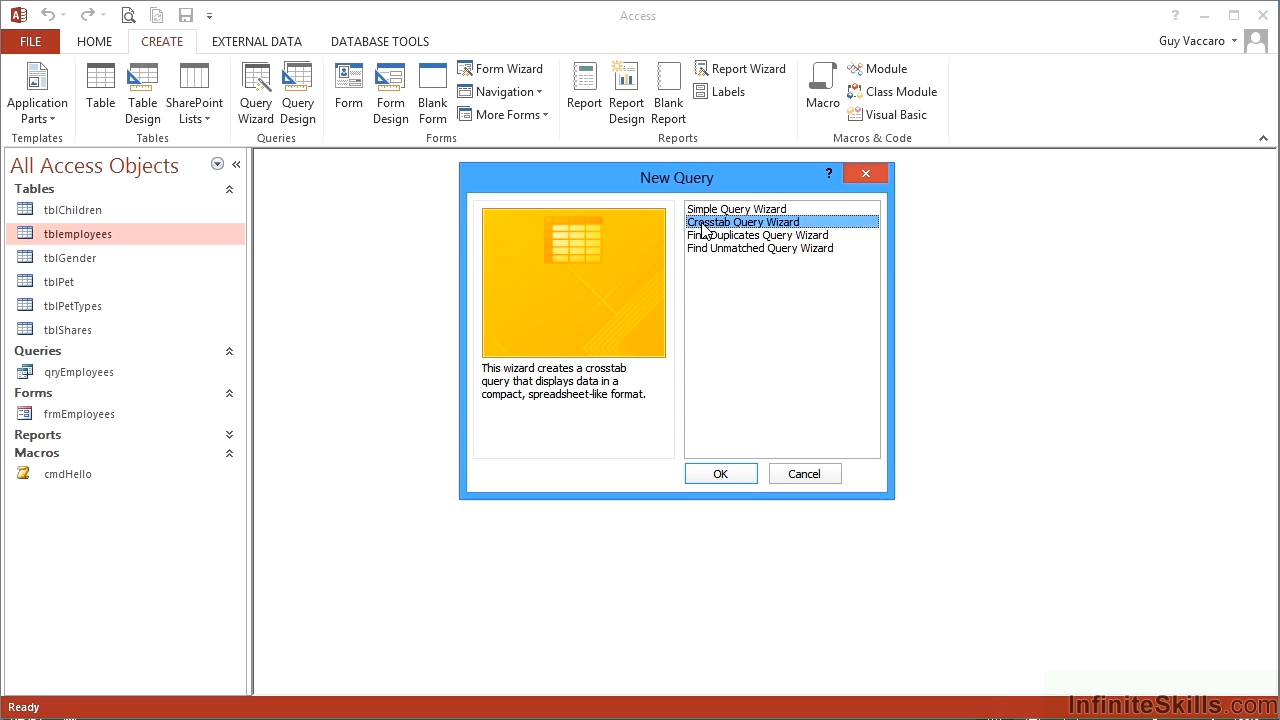 Access
?
FILE
HOME
CREATE
EXTERNAL DATA
DATABASE TOOLS
Guy Vaccaro
Application Parts
Table
Table Design
SharePoint Lists
Query Wizard
Query Design
Form
Form Design
Blank Form
Form Wizard
Navigation
More Forms
Report
Report Design
Blank Report
Report Wizard
Labels
Macro
Module
Class Module
Visual Basic
Templates
Tables
Queries
Forms
Reports
Macros & Code
All Access Objects
Tables
tblChildren
tblemployees
tblGender
tblPet
tblPetTypes
tblShares
Queries
qryEmployees
Forms
frmEmployees
Reports
Macros
cmdHello
New Query
?
Simple Query Wizard
Crosstab Query Wizard
Find Duplicates Query Wizard
Find Unmatched Query Wizard
This wizard creates a crosstab
query that displays data in a
compact, spreadsheet-like format.
OK
Cancel
Ready
InfiniteSkills.com